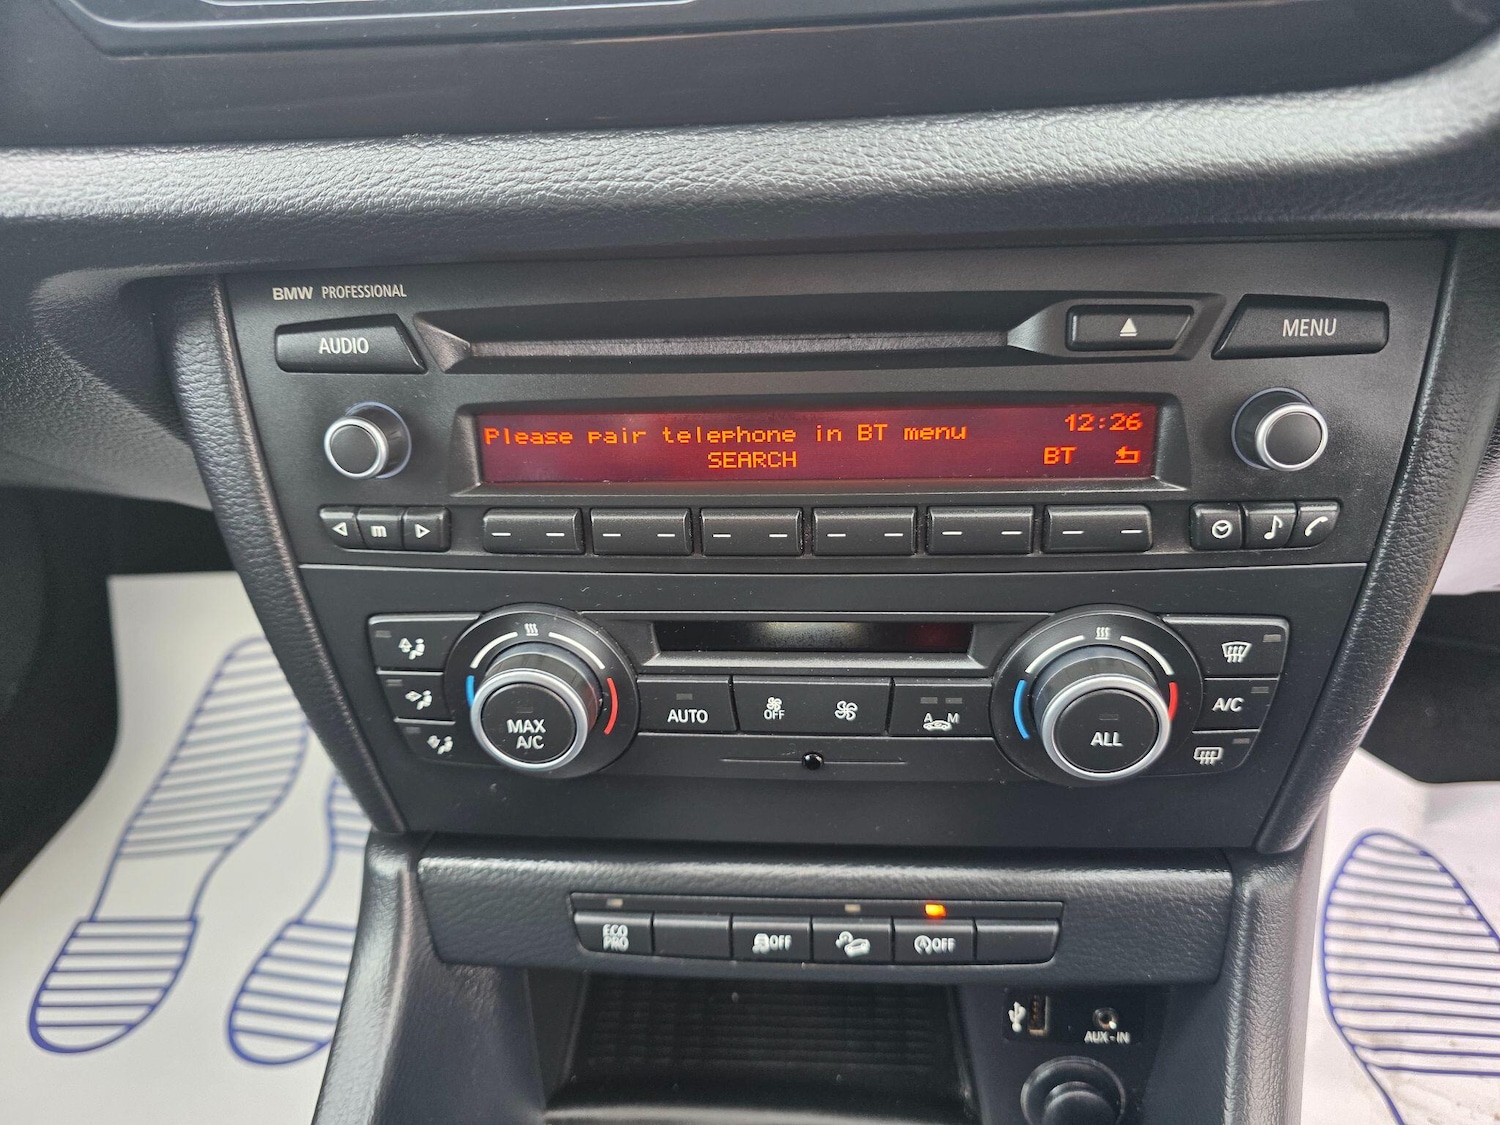 BMW PROFESSIONAL
AUDIO
MENU
Please pair telephone in BT menu
12:26
SEARCH
BT
m
MAX
A/C
AUTO
OFF
A M
ALL
A/C
ECO
PRO
OFF
A OFF
AUX-IN